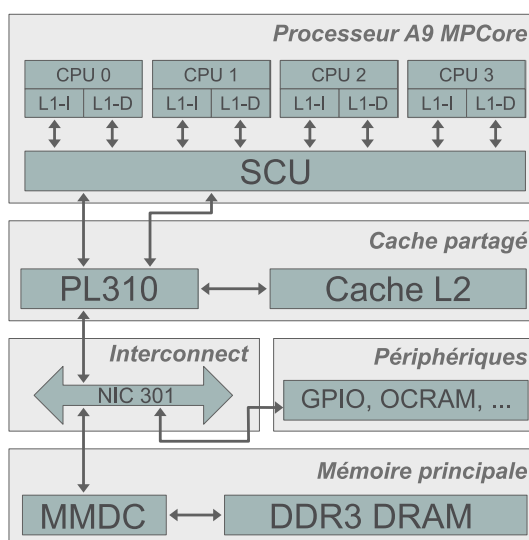 Processeur A9 MPCore
CPU 0
CPU 1
CPU 2
CPU 3
L1-I
L1-D
L1-I
L1-D
L1-I
L1-D
L1-I
L1-D
SCU
Cache partagé
PL310
Cache L2
Interconnect
Périphériques
NIC 301
GPIO, OCRAM, ...
Mémoire principale
MMDC
DDR3 DRAM